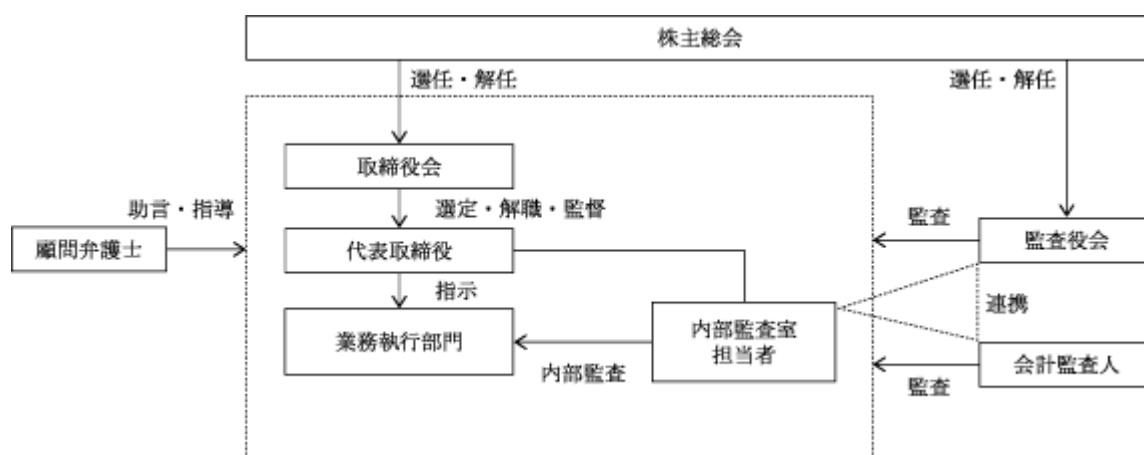 株主総会
選任・解任
選任・解任
取締役会
助言・指導
選定・解職・監督
監査
顧問弁護士
代表取締役
監査役会
指示
連携
業務執行部門
内部監査室
担当者
内部監査
会計監査人
監査